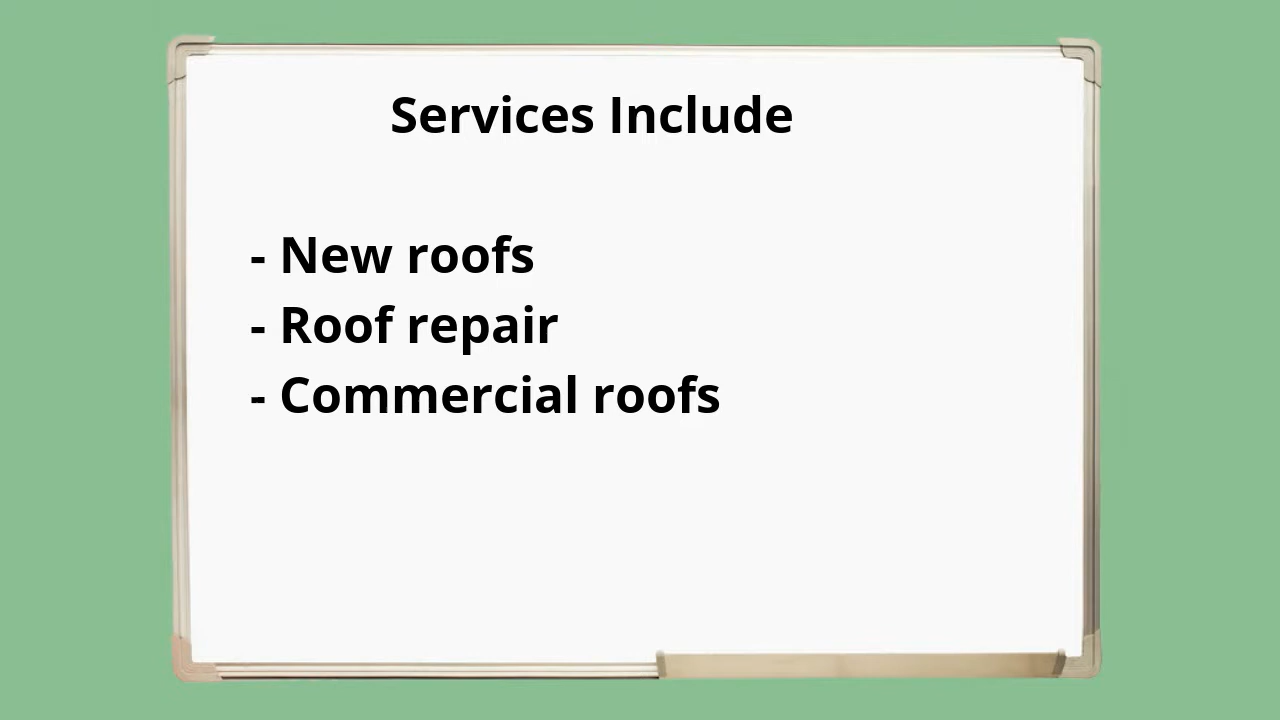 Services Include
- New roofs
- Roof repair
- Commercial roofs